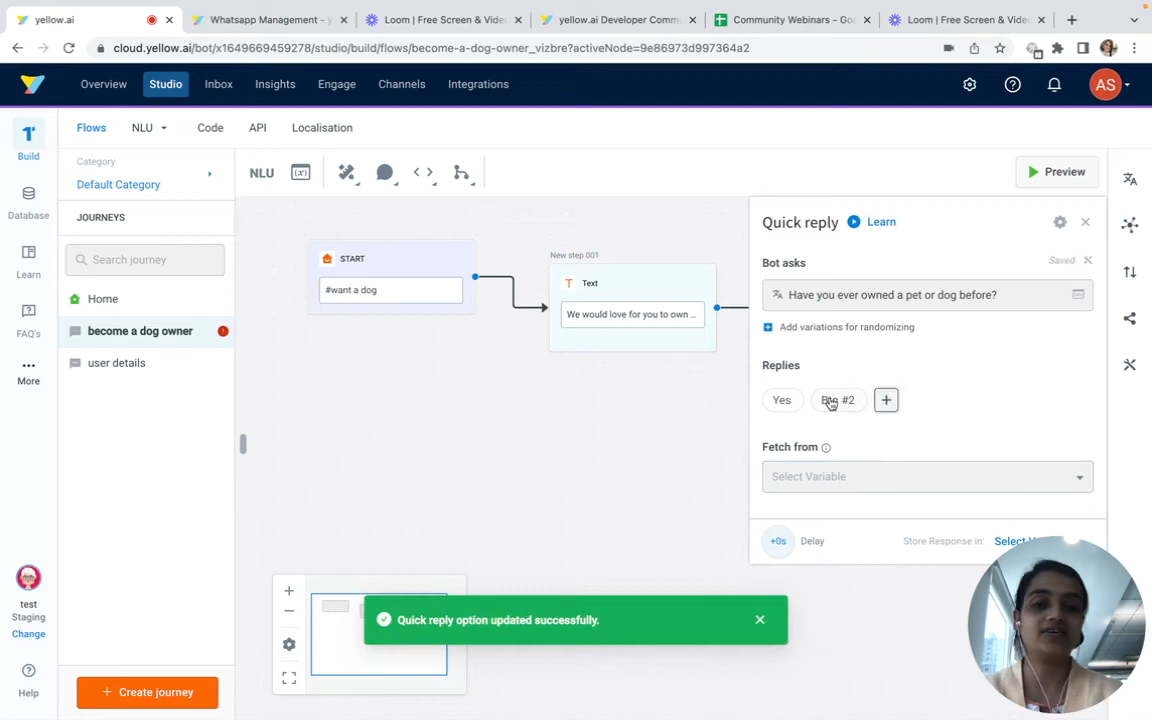 yellow.ai
Whatsapp Management - y
Loom | Free Screen & Vide
yellow.ai Developer Comm
Community Webinars - Goo
Loom | Free Screen & Vide
cloud.yellow.ai/bot/x1649669459278/studio/build/flows/become-a-dog-owner_vizbre?activeNode=9e86973d997364a2
Overview
Studio
Inbox
Insights
Engage
Channels
Integrations
AS
Build
Database
Learn
FAQ's
More
test
Staging
Change
Help
Flows
NLU
Code
API
Localisation
Category
Default Category
JOURNEYS
Search journey
Home
become a dog owner
user details
+ Create journey
NLU
Preview
START
#want a dog
New step 001
Text
We would love for you to own ...
Quick reply
Learn
Bot asks
Saved
Have you ever owned a pet or dog before?
Add variations for randomizing
Replies
Yes
#2
+
Fetch from
Select Variable
+0s
Delay
Store Response in:
Quick reply option updated successfully.